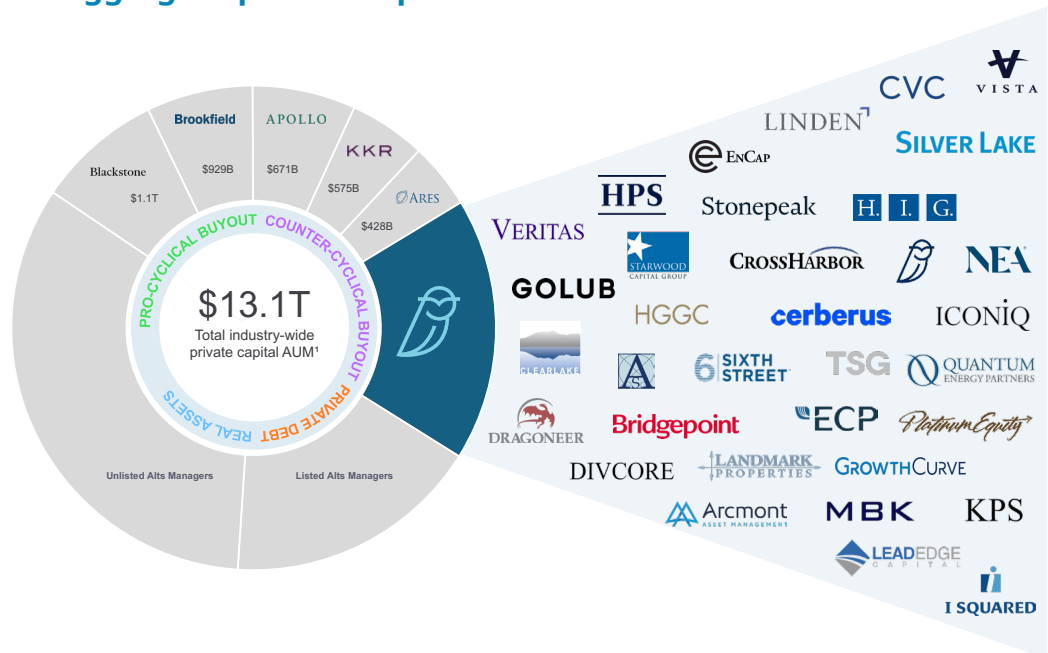 Brookfield
$929B
APOLLO
$671B
KKR
$575B
Blackstone
$1.1T
ARES
$428B
PRO-CYCLICAL BUYOUT
COUNTER-CYCLICAL BUYOUT
PRIVATE DEBT
REAL ASSETS
$13.1T
Total industry-wide
private capital AUM¹
Unlisted Alts Managers
Listed Alts Managers
VISTA
CVC
LINDEN
SILVER LAKE
ENCAP
HPS
Stonepeak
H. I. G.
VERITAS
STARWOOD
CAPITAL GROUP
CROSSHARBOR
NEA
GOLUB
HGGC
cerberus
ICONIQ
CLEARLAKE
A S
6 SIXTH
STREET
TSG
QUANTUM
ENERGY PARTNERS
DRAGONEER
Bridgepoint
ECP
Platinum Equity
DIVCORE
LANDMARK
PROPERTIES
GROWTHCURVE
Arcmont
ASSET MANAGEMENT
MBK
KPS
LEADEDGE
CAPITAL
I SQUARED